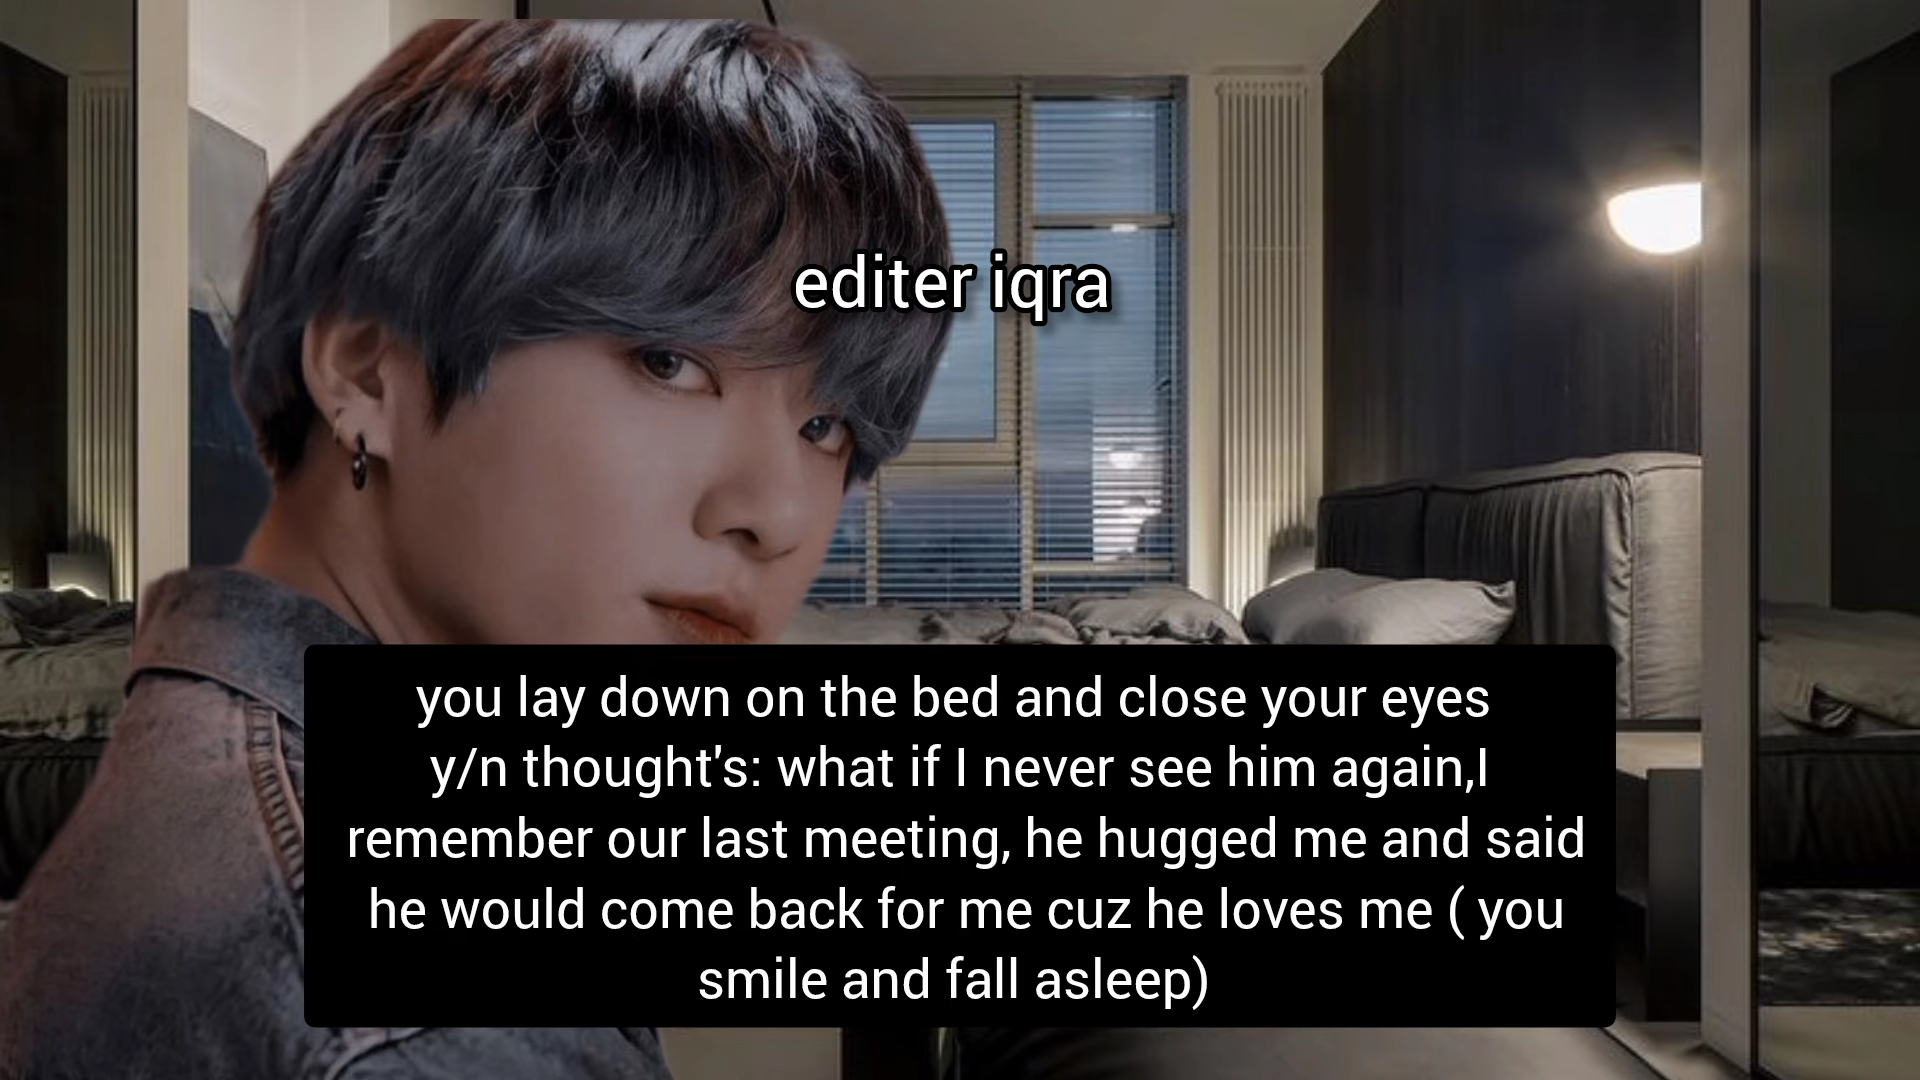 editer iqra
you lay down on the bed and close your eyes
y/n thought's: what if I never see him again,I
remember our last meeting, he hugged me and said
he would come back for me cuz he loves me ( you
smile and fall asleep)